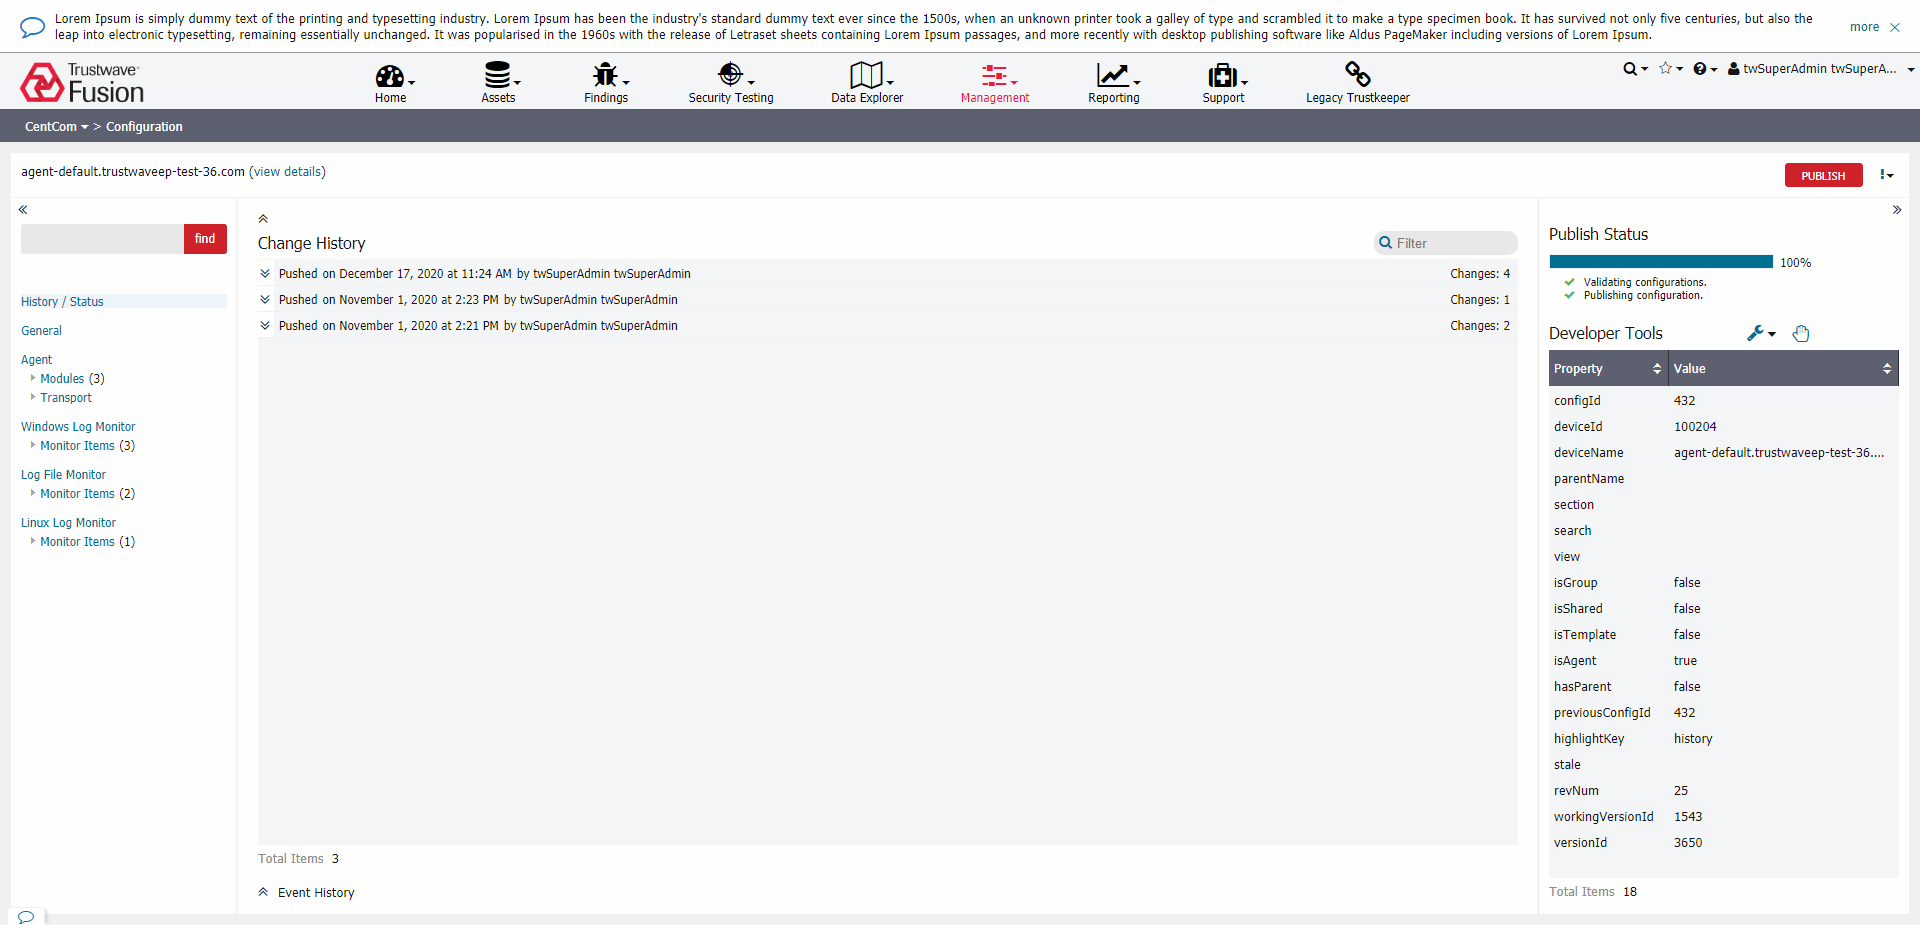 Lorem Ipsum is simply dummy text of the printing and typesetting industry. Lorem Ipsum has been the industry's standard dummy text ever since the 1500s, when an unknown printer took a galley of type and scrambled it to make a type specimen book. It has survived not only five centuries, but also the
leap into electronic typesetting, remaining essentially unchanged. It was popularised in the 1960s with the release of Letraset sheets containing Lorem Ipsum passages, and more recently with desktop publishing software like Aldus PageMaker including versions of Lorem Ipsum.
more
Trustwave
Fusion
Home
Assets
Findings
Security Testing
Data Explorer
Management
Reporting
Support
Legacy Trustkeeper
twSuperAdmin twSuperA...
CentCom > Configuration
agent-default.trustwaveep-test-36.com (view details)
PUBLISH
find
History / Status
General
Agent
Modules (3)
Transport
Windows Log Monitor
Monitor Items (3)
Log File Monitor
Monitor Items (2)
Linux Log Monitor
Monitor Items (1)
Change History
Filter
Pushed on December 17, 2020 at 11:24 AM by twSuperAdmin twSuperAdmin Changes: 4
Pushed on November 1, 2020 at 2:23 PM by twSuperAdmin twSuperAdmin Changes: 1
Pushed on November 1, 2020 at 2:21 PM by twSuperAdmin twSuperAdmin Changes: 2
Total Items 3
Event History
Publish Status
100%
Validating configurations.
Publishing configuration.
Developer Tools
Property Value
configId 432
deviceId 100204
deviceName agent-default.trustwaveep-test-36....
parentName
section
search
view
isGroup false
isShared false
isTemplate false
isAgent true
hasParent false
previousConfigId 432
highlightKey history
stale
revNum 25
workingVersionId 1543
versionId 3650
Total Items 18